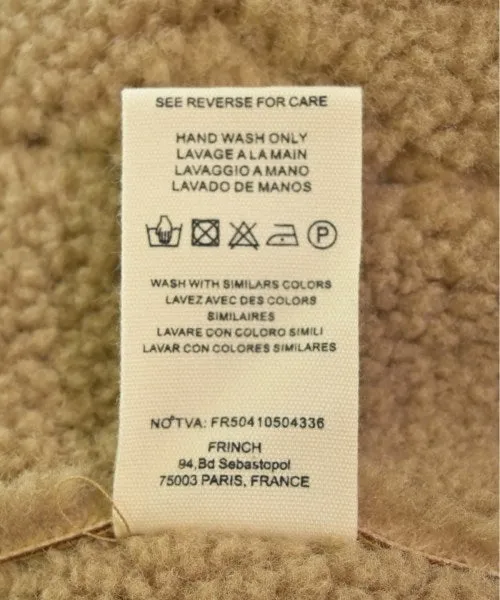 SEE REVERSE FOR CARE
HAND WASH ONLY
LAVAGE A LA MAIN
LAVAGGIO A MANO
LAVADO DE MANOS
P
WASH WITH SIMILARS COLORS
LAVEZ AVEC DES COLORS
SIMILAIRES
LAVARE CON COLORO SIMILI
LAVAR CON COLORES SIMILARES
NO°TVA: FR50410504336
FRINCH
94,Bd Sebastopol
75003 PARIS, FRANCE